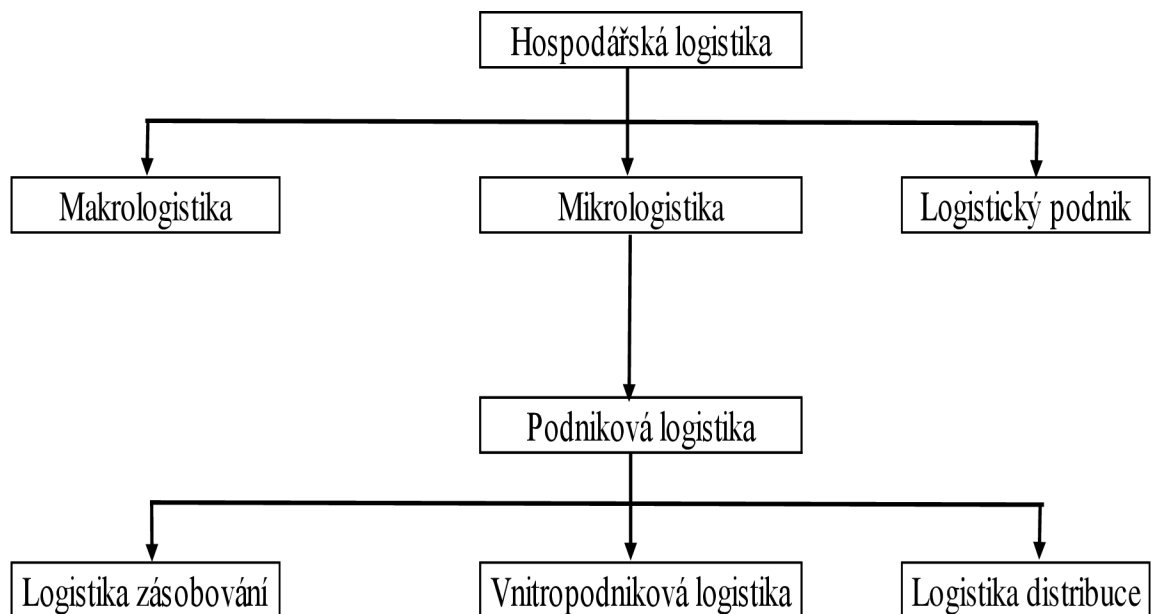 Hospodářská logistika
Makrologistika
Mikrologistika
Logistický podnik
Podniková logistika
Logistika zásobování
Vnitropodniková logistika
Logistika distribuce